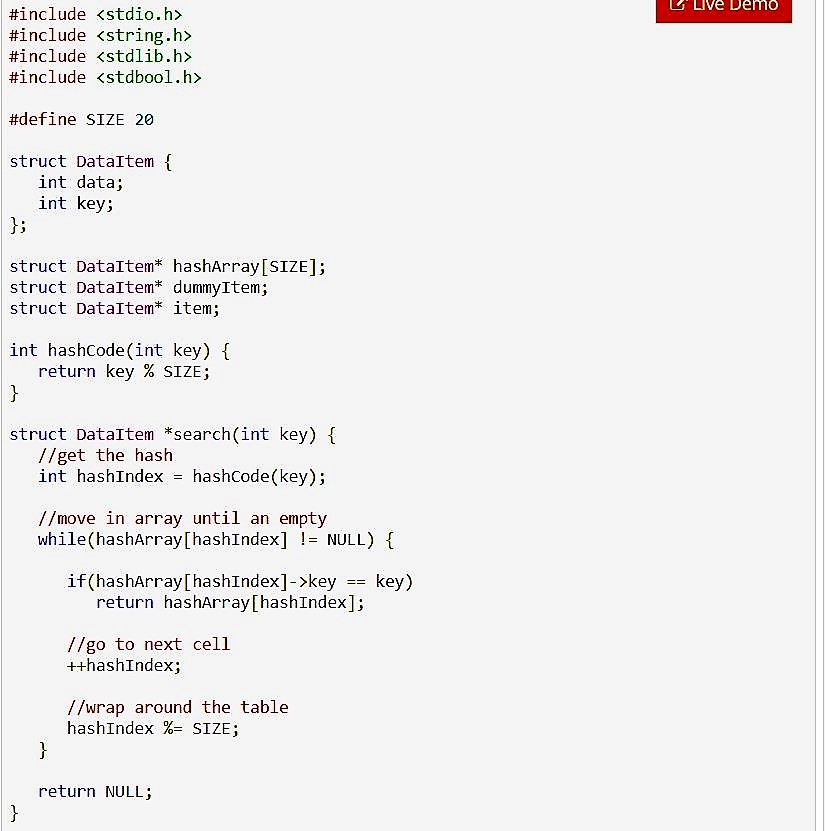 Live Demo
#include <stdio.h>
#include <string.h>
#include <stdlib.h>
#include <stdbool.h>

#define SIZE 20

struct DataItem {
   int data;
   int key;
};

struct DataItem* hashArray[SIZE];
struct DataItem* dummyItem;
struct DataItem* item;

int hashCode(int key) {
   return key % SIZE;
}

struct DataItem *search(int key) {
   //get the hash
   int hashIndex = hashCode(key);

   //move in array until an empty
   while(hashArray[hashIndex] != NULL) {

      if(hashArray[hashIndex]->key == key)
         return hashArray[hashIndex];

      //go to next cell
      ++hashIndex;

      //wrap around the table
      hashIndex %= SIZE;
   }

   return NULL;
}